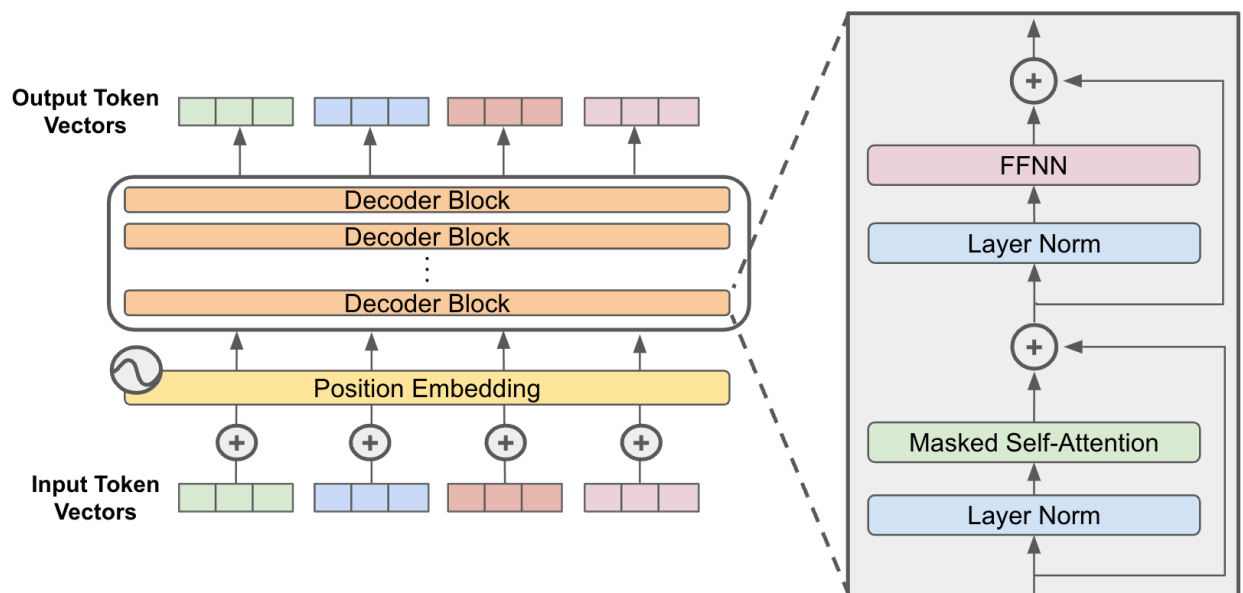 Output Token
Vectors
Decoder Block
Decoder Block
Decoder Block
Position Embedding
Input Token
Vectors
FFNN
Layer Norm
Masked Self-Attention
Layer Norm